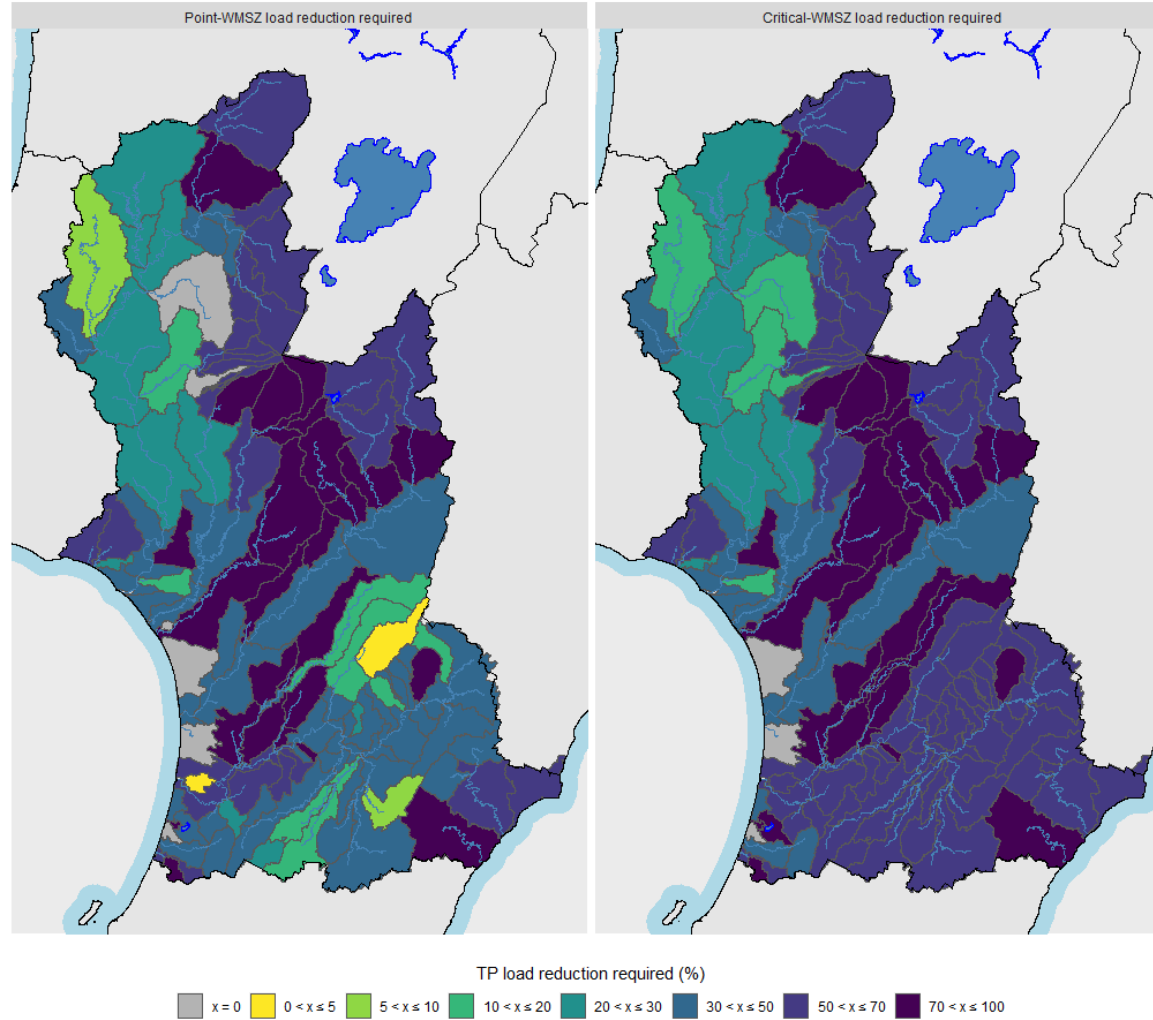 Point-WMSZ load reduction required
Critical-WMSZ load reduction required
TP load reduction required (%)
x = 0
0 < x ≤ 5
5 < x ≤ 10
10 < x ≤ 20
20 < x ≤ 30
30 < x ≤ 50
50 < x ≤ 70
70 < x ≤ 100